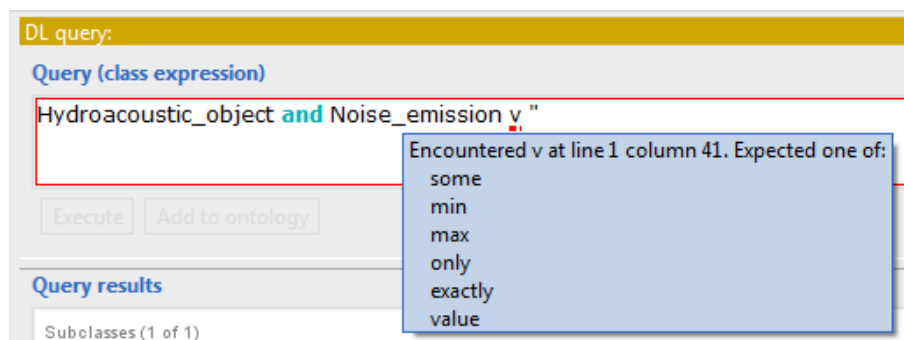 DL query:
Query (class expression)
Hydroacoustic_object and Noise_emission v "
Encountered v at line 1 column 41. Expected one of:
some
min
max
only
exactly
value
Execute Add to ontology
Query results
Subclasses (1 of 1)